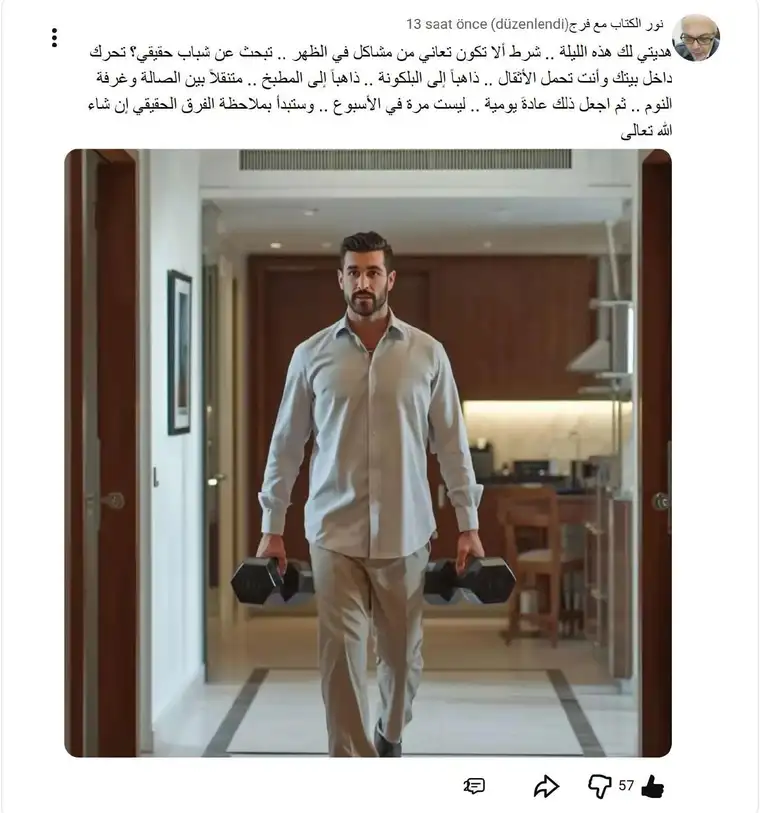 نور الكتاب مع فرج(düzenlendi) 13 saat önce
هديتي لك هذه الليلة .. شرط ألا تكون تعاني من مشاكل في الظهر .. تبحث عن شباب حقيقي؟ تحرك
داخل بيتك وأنت تحمل الأثقال .. ذاهباً إلى البلكونة .. ذاهباً إلى المطبخ .. متنقلاً بين الصالة وغرفة
النوم .. ثم اجعل ذلك عادةً يومية .. ليست مرة في الأسبوع .. وستبدأ بملاحظة الفرق الحقيقي إن شاء
الله تعالى
57
2